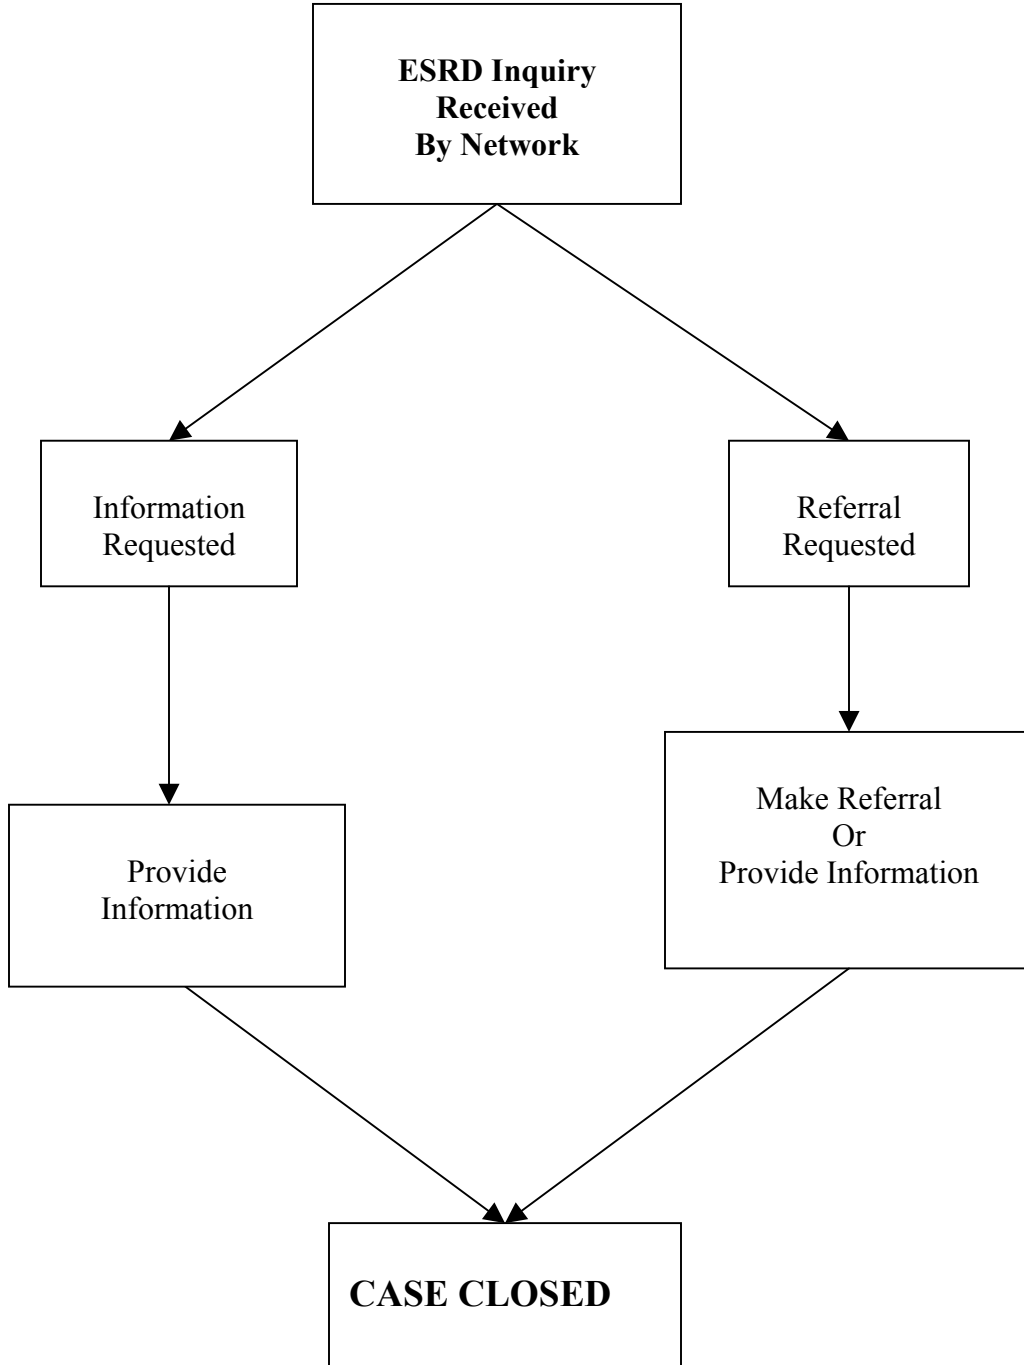 ESRD Inquiry
Received
By Network
Information
Requested
Referral
Requested
Provide
Information
Make Referral
Or
Provide Information
CASE CLOSED